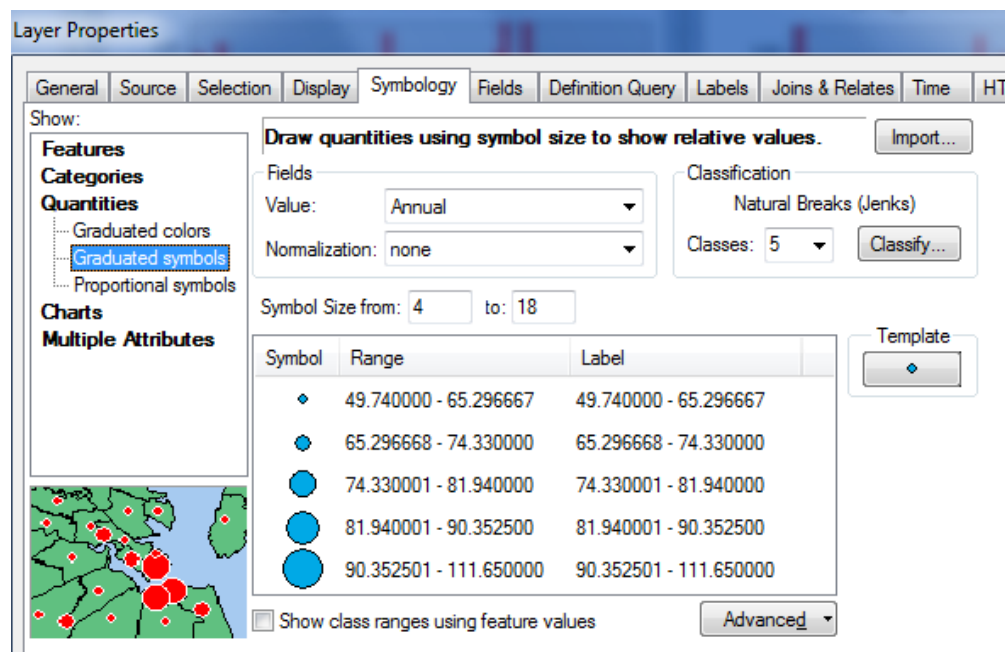 Layer Properties
General Source Selection Display Symbology Fields Definition Query Labels Joins & Relates Time HT
Show:
Features
Categories
Quantities
Graduated colors
Graduated symbols
Proportional symbols
Charts
Multiple Attributes
Draw quantities using symbol size to show relative values.
Import...
Fields
Value: Annual
Normalization: none
Classification
Natural Breaks (Jenks)
Classes: 5 Classify...
Symbol Size from: 4 to: 18
Symbol Range Label
49.740000 - 65.296667 49.740000 - 65.296667
65.296668 - 74.330000 65.296668 - 74.330000
74.330001 - 81.940000 74.330001 - 81.940000
81.940001 - 90.352500 81.940001 - 90.352500
90.352501 - 111.650000 90.352501 - 111.650000
Template
Show class ranges using feature values
Advanced